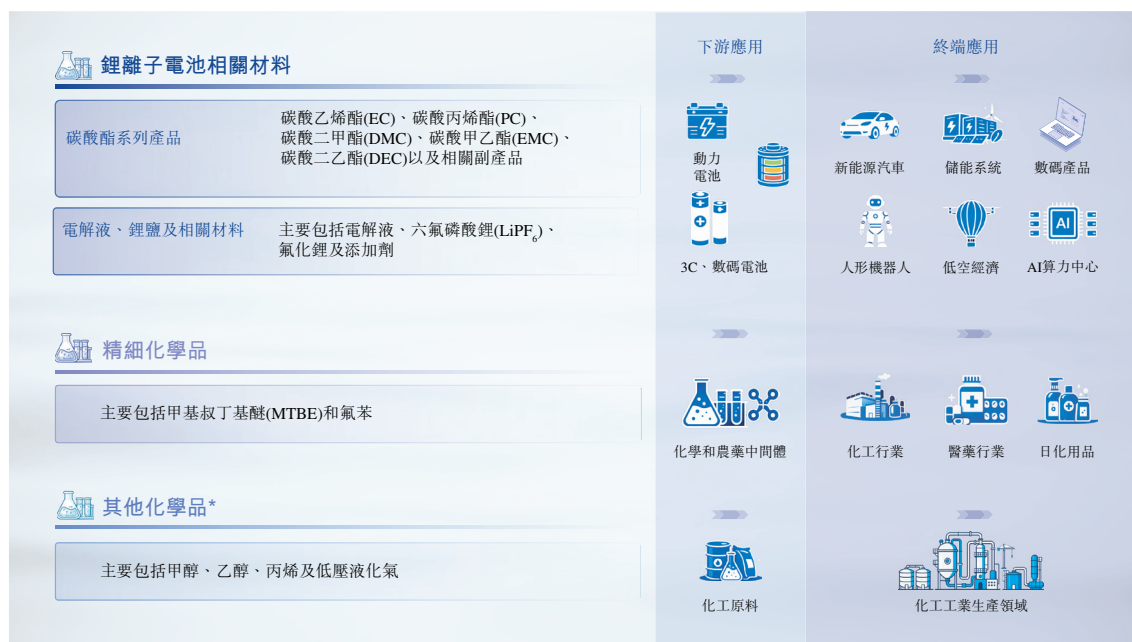 鋰離子電池相關材料
碳酸酯系列產品
碳酸乙烯酯(EC)、碳酸丙烯酯(PC)、
碳酸二甲酯(DMC)、碳酸甲乙酯(EMC)、
碳酸二乙酯(DEC)以及相關副產品
電解液、鋰鹽及相關材料
主要包括電解液、六氟磷酸鋰(LiPF6)、
氟化鋰及添加劑
下游應用
動力
電池
3C、數碼電池
終端應用
新能源汽車
儲能系統
數碼產品
AI
人形機器人
低空經濟
AI算力中心
精細化學品
主要包括甲基叔丁基醚(MTBE)和氟苯
化學和農藥中間體
化工行業
醫藥行業
日化用品
其他化學品*
主要包括甲醇、乙醇、丙烯及低壓液化氣
化工原料
化工工業生產領域